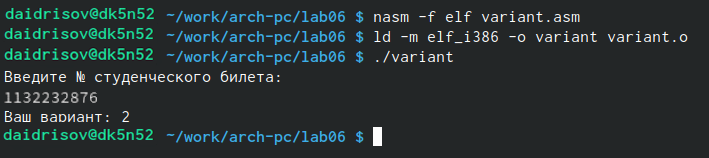 daidrisov@dk5n52 ~/work/arch-pc/lab06 $ nasm -f elf variant.asm
daidrisov@dk5n52 ~/work/arch-pc/lab06 $ ld -m elf_i386 -o variant variant.o
daidrisov@dk5n52 ~/work/arch-pc/lab06 $ ./variant
Введите № студенческого билета:
1132232876
Ваш вариант: 2
daidrisov@dk5n52 ~/work/arch-pc/lab06 $